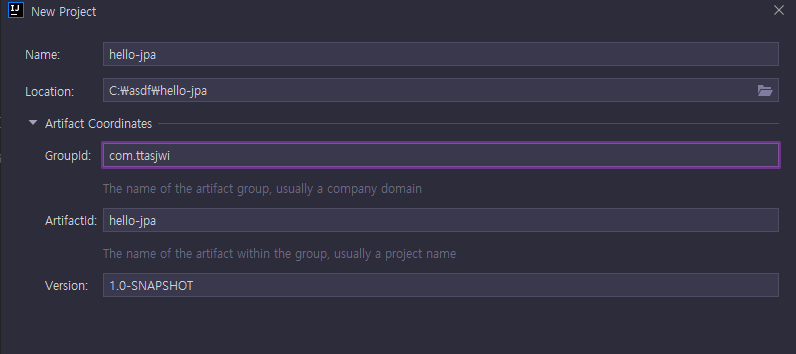 IJ New Project
Name: hello-jpa
Location: C:₩asdf₩hello-jpa
Artifact Coordinates
GroupId: com.ttasjwi
The name of the artifact group, usually a company domain
ArtifactId: hello-jpa
The name of the artifact within the group, usually a project name
Version: 1.0-SNAPSHOT